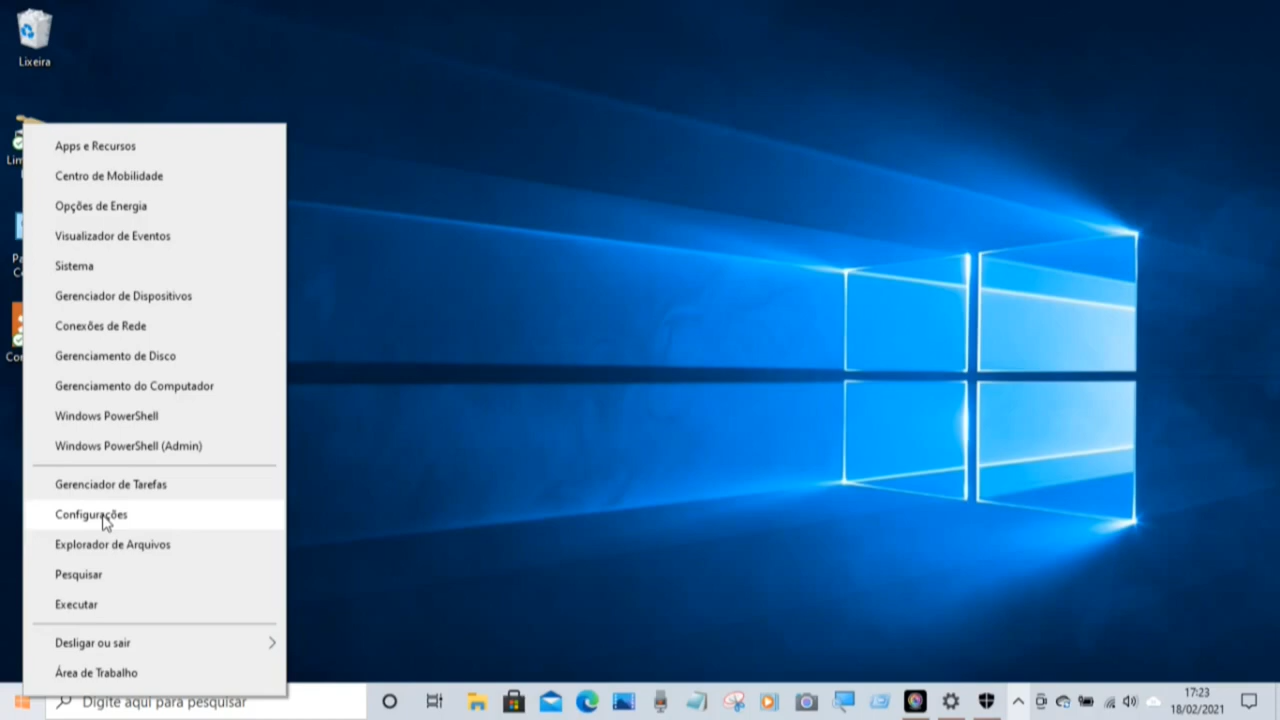 Lixeira
Apps e Recursos
Centro de Mobilidade
Opções de Energia
Visualizador de Eventos
Sistema
Gerenciador de Dispositivos
Conexões de Rede
Gerenciamento de Disco
Gerenciamento do Computador
Windows PowerShell
Windows PowerShell (Admin)
Gerenciador de Tarefas
Configurações
Explorador de Arquivos
Pesquisar
Executar
Desligar ou sair
Área de Trabalho
Digite aqui para pesquisar
17:23
18/02/2021